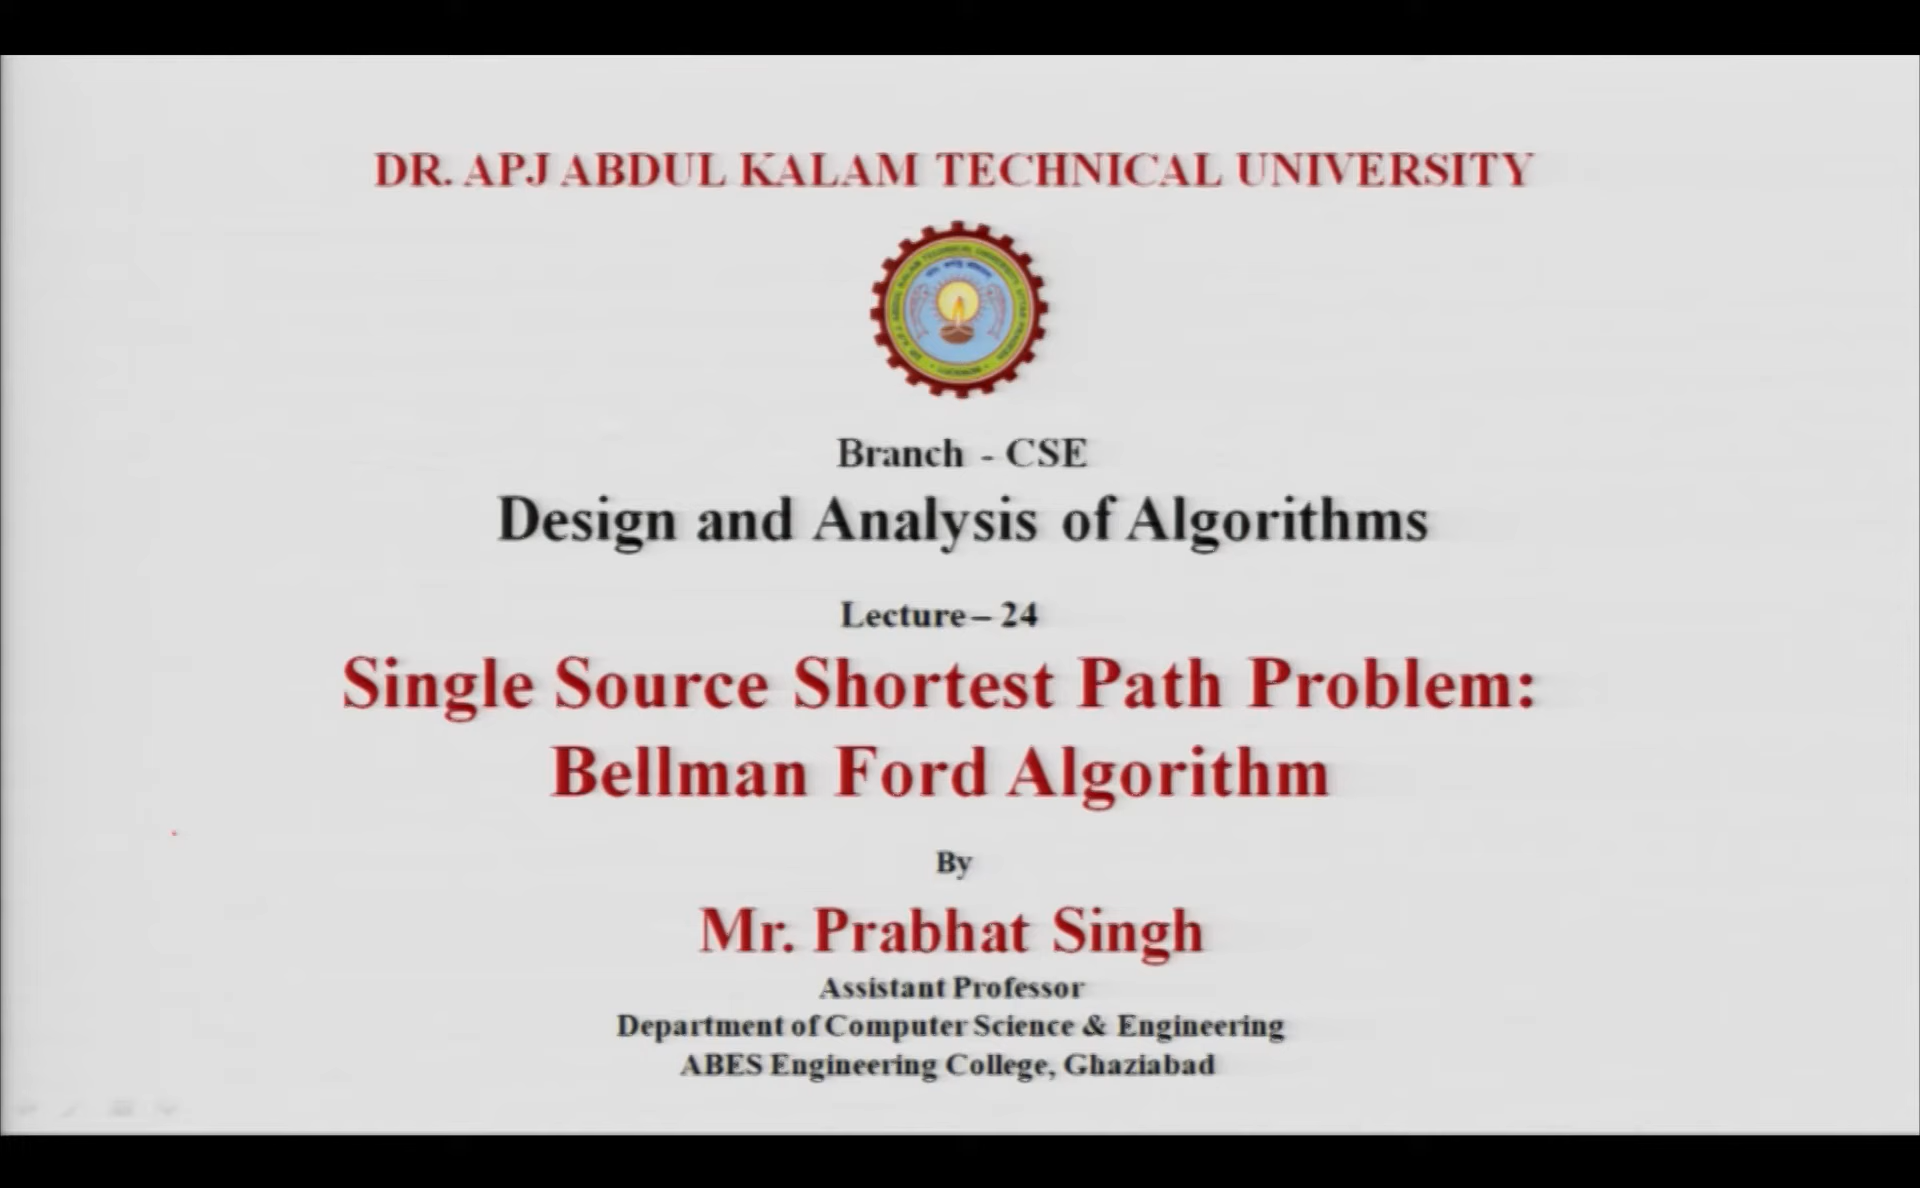 DR. APJ ABDUL KALAM TECHNICAL UNIVERSITY
Branch - CSE
Design and Analysis of Algorithms
Lecture – 24
Single Source Shortest Path Problem:
Bellman Ford Algorithm
By
Mr. Prabhat Singh
Assistant Professor
Department of Computer Science & Engineering
ABES Engineering College, Ghaziabad